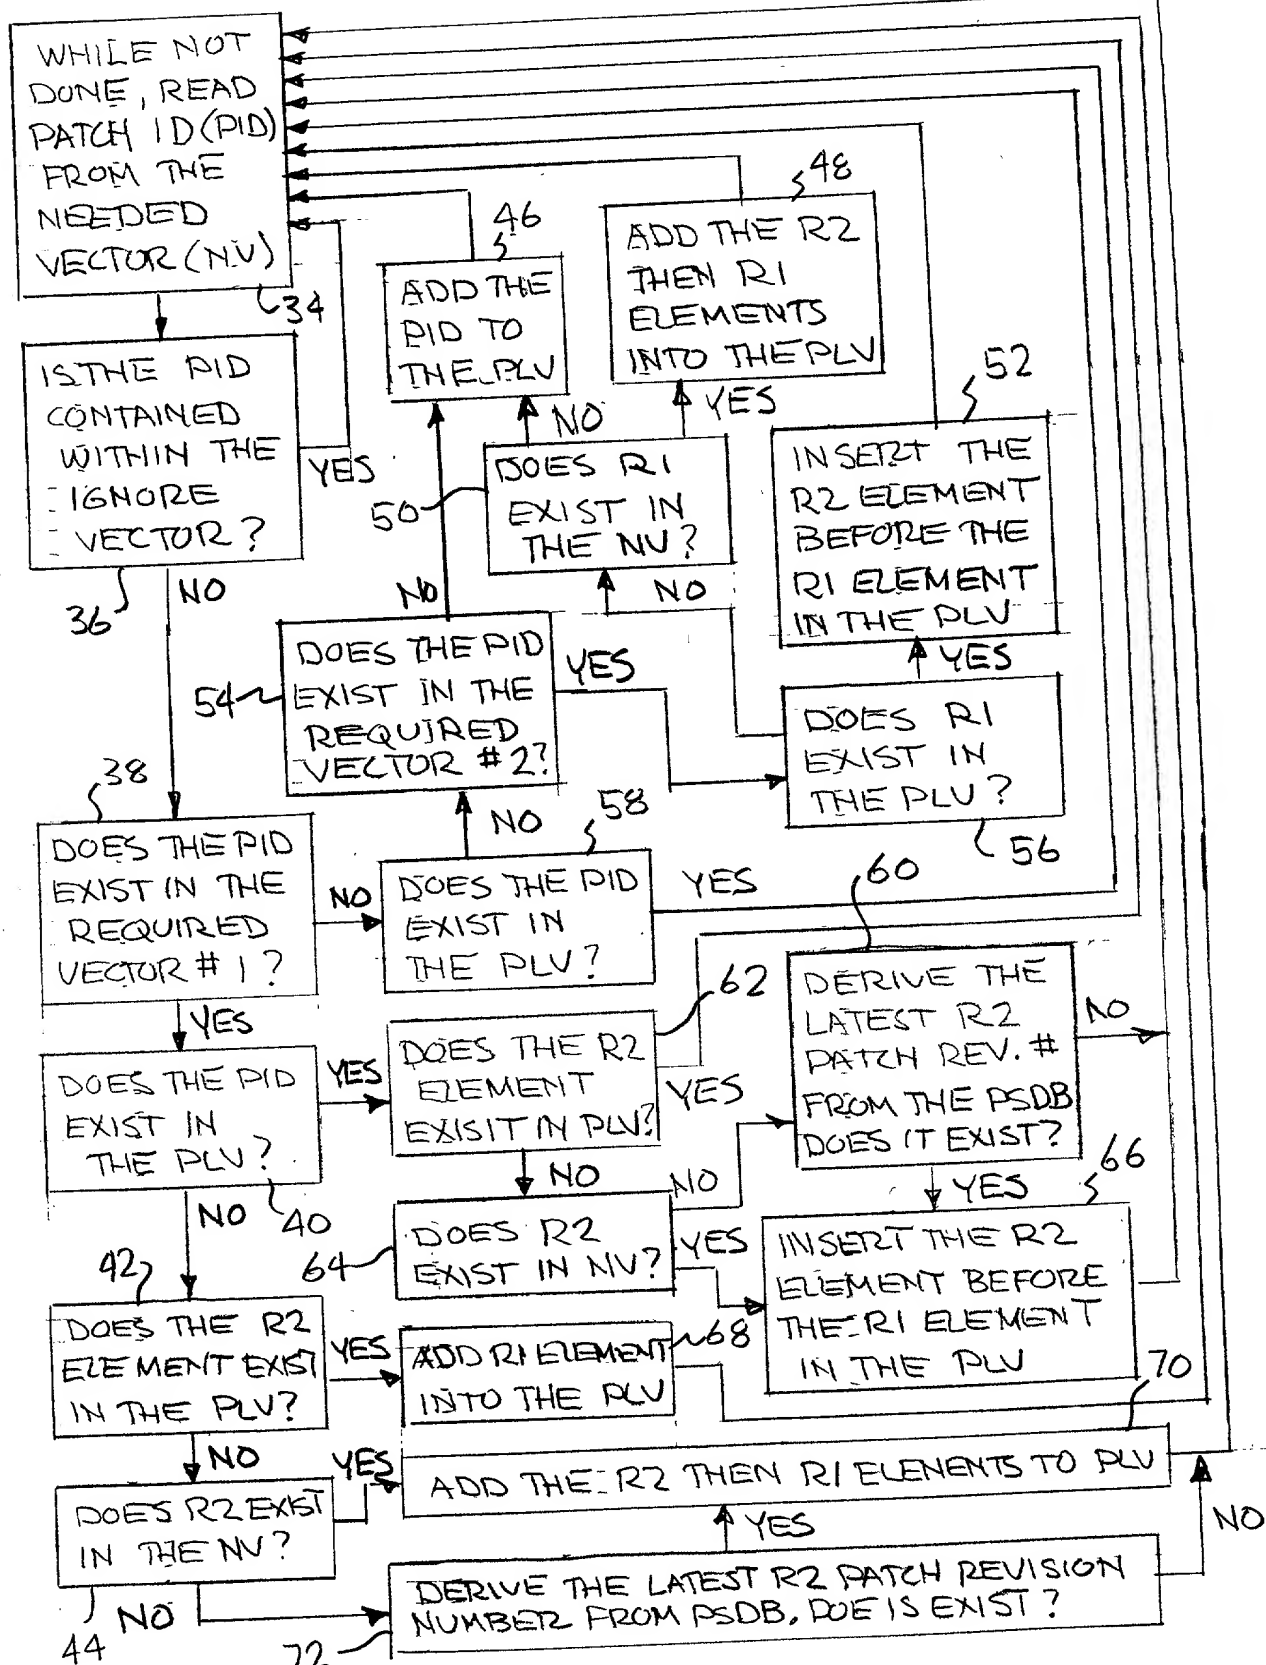 WHILE NOT
DONE, READ
PATCH ID (PID)
FROM THE
NEEDED
VECTOR (NV)
34
IS THE PID
CONTAINED
WITHIN THE
IGNORE
VECTOR?
YES
36
NO
46
ADD THE
PID TO
THE PLV
48
ADD THE R2
THEN R1
ELEMENTS
INTO THE PLV
NO
YES
50
DOES R1
EXIST IN
THE NV?
NO
52
INSERT THE
R2 ELEMENT
BEFORE THE
R1 ELEMENT
IN THE PLV
YES
NO
54
DOES THE PID
EXIST IN THE
REQUIRED
VECTOR #2?
YES
DOES R1
EXIST IN
THE PLV?
56
38
DOES THE PID
EXIST IN THE
REQUIRED
VECTOR #1?
NO
YES
NO
58
DOES THE PID
EXIST IN
THE PLV?
YES
60
DERIVE THE
LATEST R2
PATCH REV. #
FROM THE PSDB
DOES IT EXIST?
NO
YES
DOES THE PID
EXIST IN
THE PLV?
40
YES
NO
62
DOES THE R2
ELEMENT
EXISIT IN PLV?
YES
NO
64
DOES R2
EXIST IN NV?
NO
YES
66
INSERT THE R2
ELEMENT BEFORE
THE R1 ELEMENT
IN THE PLV
42
DOES THE R2
ELEMENT EXIST
IN THE PLV?
YES
NO
68
ADD R1 ELEMENT
INTO THE PLV
70
ADD THE R2 THEN R1 ELENENTS TO PLV
DOES R2 EXIST
IN THE NV?
YES
44
NO
YES
NO
DERIVE THE LATEST R2 PATCH REVISION
NUMBER FROM PSDB. DOE IS EXIST?
72